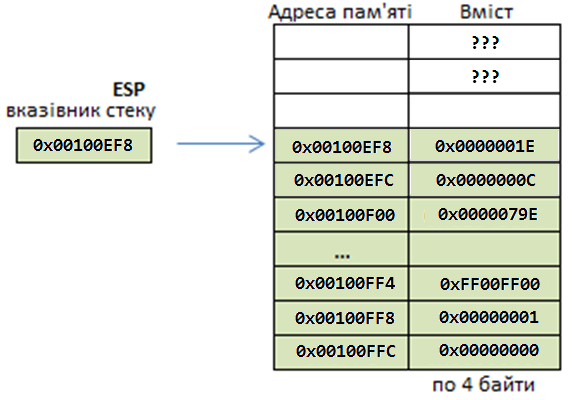 Адреса пам'яті Вміст
???
???
ESP
вказівник стеку
0x00100EF8
0x00100EF8 0x0000001E
0x00100EFC 0x0000000C
0x00100F00 0x0000079E
...
0x00100FF4 0xFF00FF00
0x00100FF8 0x00000001
0x00100FFC 0x00000000
по 4 байти